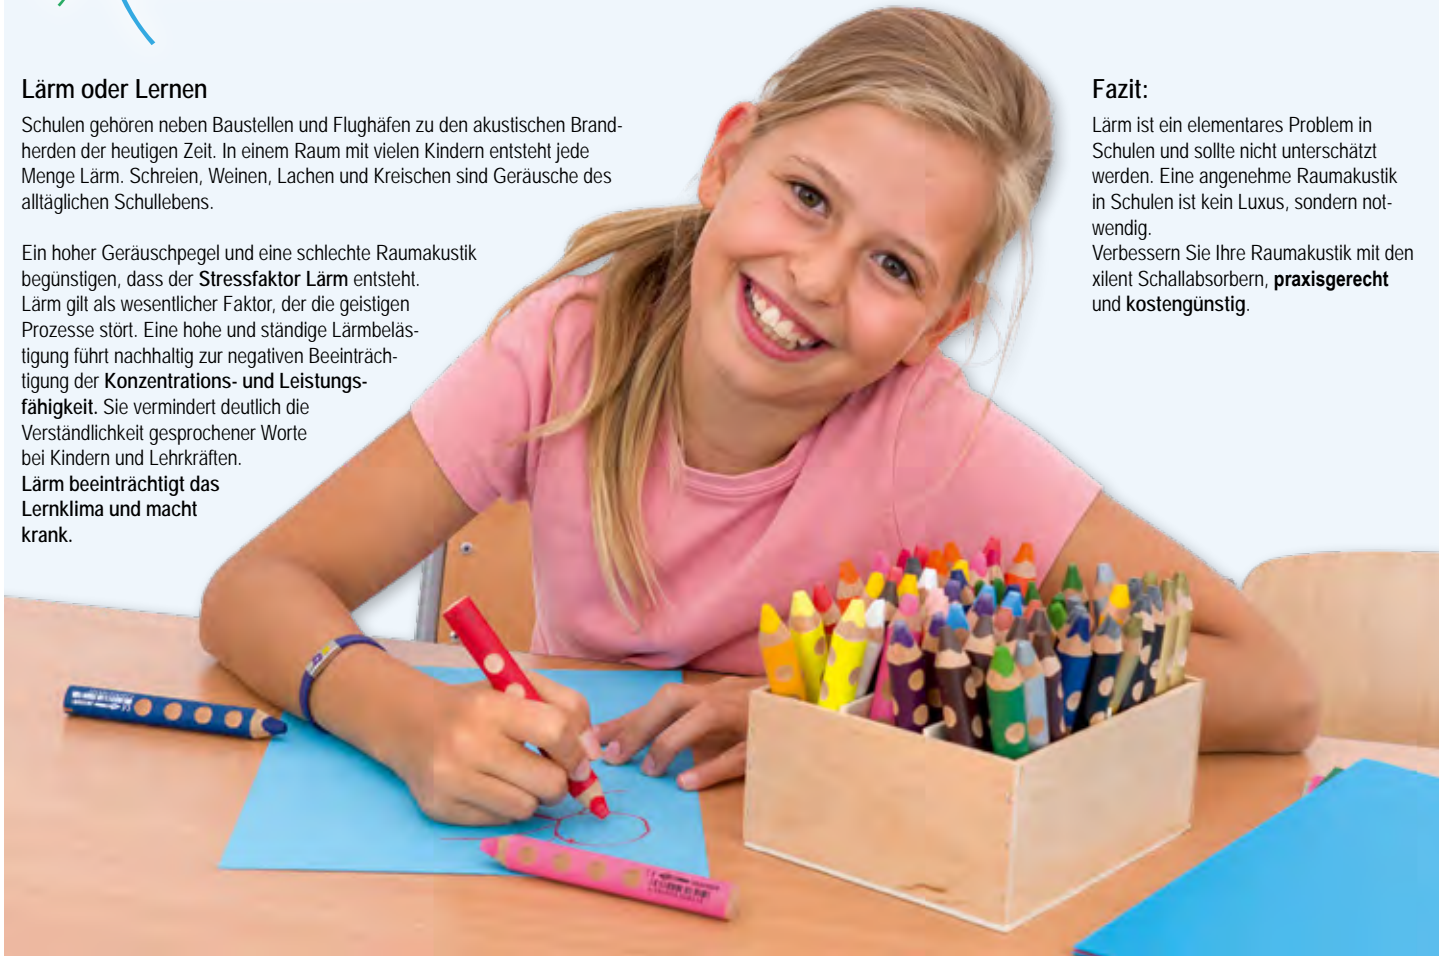 Lärm oder Lernen
Schulen gehören neben Baustellen und Flughäfen zu den akustischen Brand-
herden der heutigen Zeit. In einem Raum mit vielen Kindern entsteht jede
Menge Lärm. Schreien, Weinen, Lachen und Kreischen sind Geräusche des
alltäglichen Schullebens.
Ein hoher Geräuschpegel und eine schlechte Raumakustik
begünstigen, dass der Stressfaktor Lärm entsteht.
Lärm gilt als wesentlicher Faktor, der die geistigen
Prozesse stört. Eine hohe und ständige Lärmbeläs-
tigung führt nachhaltig zur negativen Beeinträch-
tigung der Konzentrations- und Leistungs-
fähigkeit. Sie vermindert deutlich die
Verständlichkeit gesprochener Worte
bei Kindern und Lehrkräften.
Lärm beeinträchtigt das
Lernklima und macht
krank.
Fazit:
Lärm ist ein elementares Problem in
Schulen und sollte nicht unterschätzt
werden. Eine angenehme Raumakustik
in Schulen ist kein Luxus, sondern not-
wendig.
Verbessern Sie Ihre Raumakustik mit den
xilent Schallabsorbern, praxisgerecht
und kostengünstig.